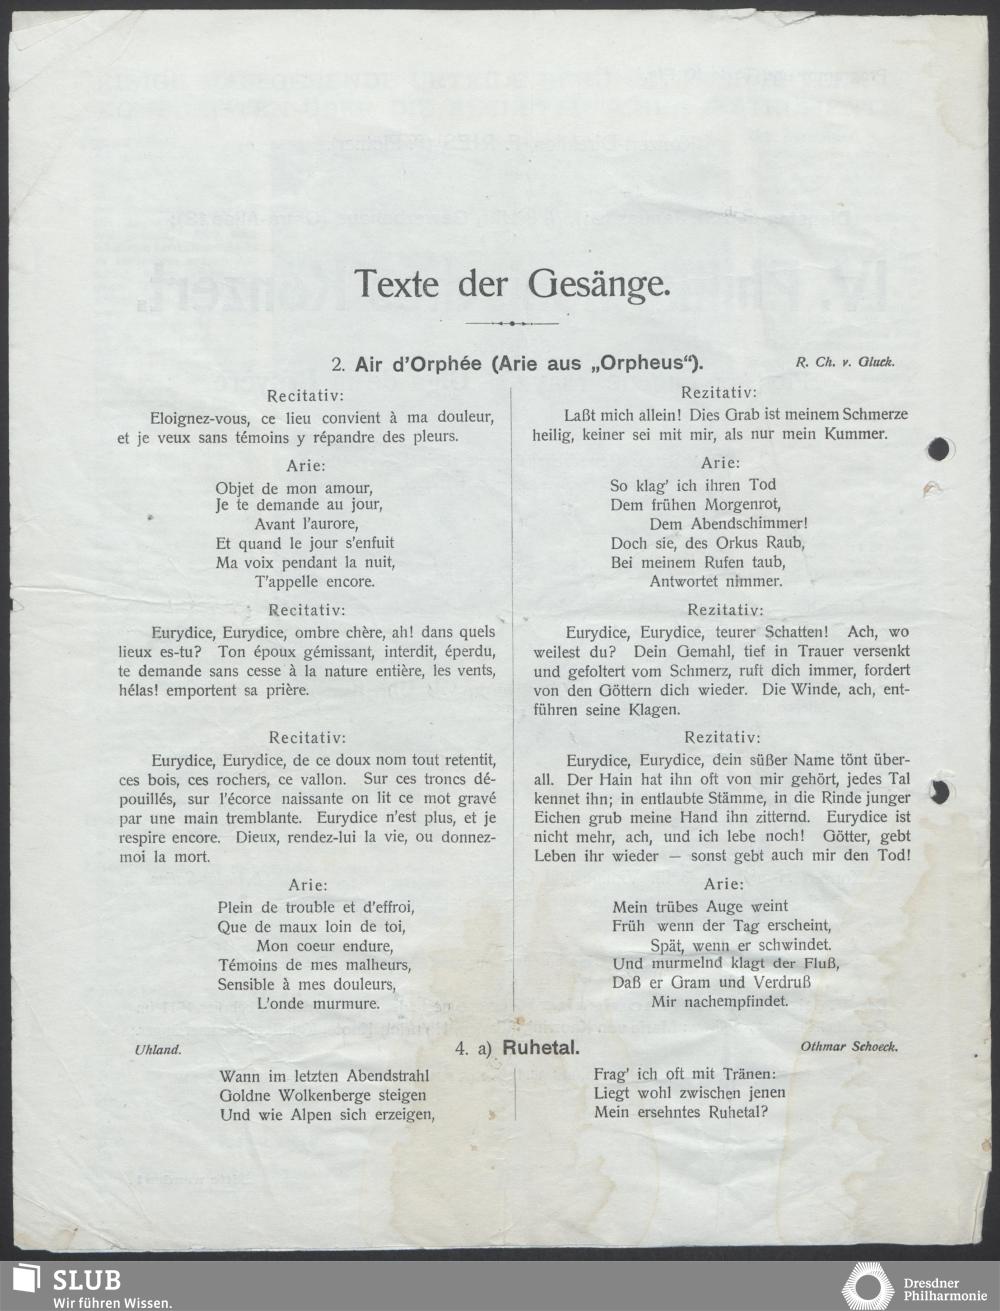 Texte der Gesänge.
2. Air d'Orphée (Arie aus „Orpheus“).
R. Ch. v. Gluck.
Recitativ:
Eloignez-vous, ce lieu convient à ma douleur,
et je veux sans témoins y répandre des pleurs.
Arie:
Objet de mon amour,
Je te demande au jour,
Avant l'aurore,
Et quand le jour s'enfuit
Ma voix pendant la nuit,
T'appelle encore.
Recitativ:
Eurydice, Eurydice, ombre chère, ah! dans quels
lieux es-tu? Ton époux gémissant, interdit, éperdu,
te demande sans cesse à la nature entière, les vents,
hélas! emportent sa prière.
Recitativ:
Eurydice, Eurydice, de ce doux nom tout retentit,
ces bois, ces rochers, ce vallon. Sur ces troncs dé-
pouillés, sur l'écorce naissante on lit ce mot gravé
par une main tremblante. Eurydice n'est plus, et je
respire encore. Dieux, rendez-lui la vie, ou donnez-
moi la mort.
Arie:
Plein de trouble et d'effroi,
Que de maux loin de toi,
Mon coeur endure,
Témoins de mes malheurs,
Sensible à mes douleurs,
L'onde murmure.
Rezitativ:
Laßt mich allein! Dies Grab ist meinem Schmerze
heilig, keiner sei mit mir, als nur mein Kummer.
Arie:
So klag' ich ihren Tod
Dem frühen Morgenrot,
Dem Abendschimmer!
Doch sie, des Orkus Raub,
Bei meinem Rufen taub,
Antwortet nimmer.
Rezitativ:
Eurydice, Eurydice, teurer Schatten! Ach, wo
weilest du? Dein Gemahl, tief in Trauer versenkt
und gefoltert vom Schmerz, ruft dich immer, fordert
von den Göttern dich wieder. Die Winde, ach, ent-
führen seine Klagen.
Rezitativ:
Eurydice, Eurydice, dein süßer Name tönt über-
all. Der Hain hat ihn oft von mir gehört, jedes Tal
kennet ihn; in entlaubte Stämme, in die Rinde junger
Eichen grub meine Hand ihn zitternd. Eurydice ist
nicht mehr, ach, und ich lebe noch! Götter, gebt
Leben ihr wieder — sonst gebt auch mir den Tod!
Arie:
Mein trübes Auge weint
Früh wenn der Tag erscheint,
Spät, wenn er schwindet.
Und murmelnd klagt der Fluß,
Daß er Gram und Verdruß
Mir nachempfindet.
Uhland.
4. a) Ruhetal.
Othmar Schoeck.
Wann im letzten Abendstrahl
Goldne Wolkenberge steigen
Und wie Alpen sich erzeigen,
Frag' ich oft mit Tränen:
Liegt wohl zwischen jenen
Mein ersehntes Ruhetal?
SLUB
Wir führen Wissen.
Dresdner
Philharmonie